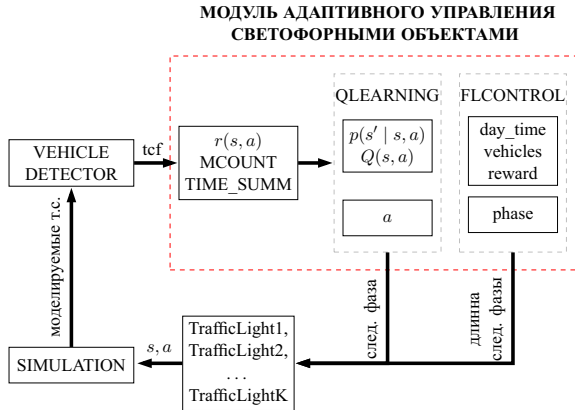 МОДУЛЬ АДАПТИВНОГО УПРАВЛЕНИЯ
СВЕТОФОРНЫМИ ОБЪЕКТАМИ
QLEARNING
FLCONTROL
VEHICLE
DETECTOR
tcf
r(s, a)
MCOUNT
TIME_SUMM
p(s′ | s, a)
Q(s, a)
a
day_time
vehicles
reward
phase
моделируемые т.с.
след. фаза
длинна
след. фазы
SIMULATION
s, a
TrafficLight1,
TrafficLight2,
...
TrafficLightK